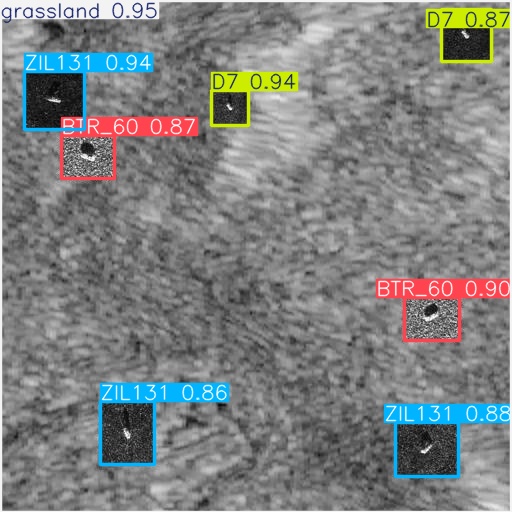 grassland 0.95
D7 0.87
ZIL131 0.94
D7 0.94
BTR_60 0.87
BTR_60 0.90
ZIL131 0.86
ZIL131 0.88